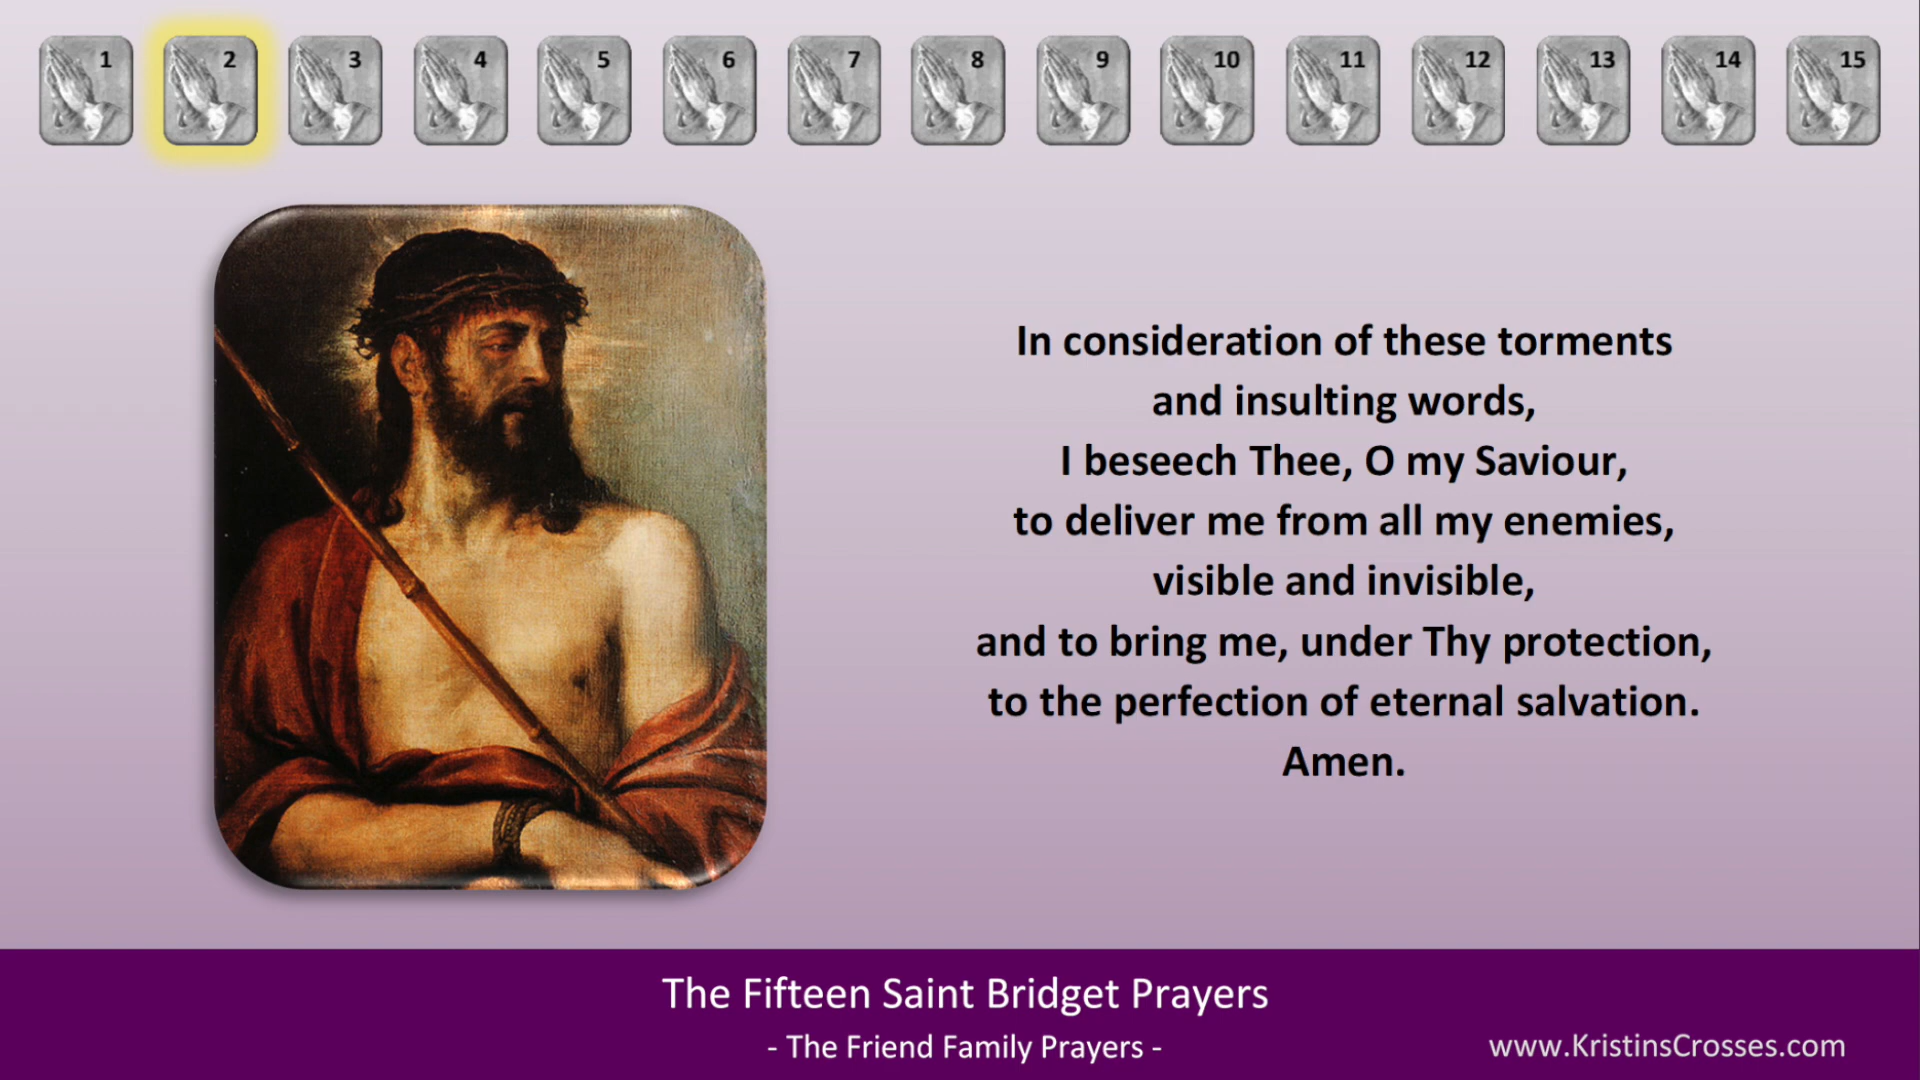 1 2 3 4 5 6 7 8 9 10 11 12 13 14 15
In consideration of these torments
and insulting words,
I beseech Thee, O my Saviour,
to deliver me from all my enemies,
visible and invisible,
and to bring me, under Thy protection,
to the perfection of eternal salvation.
Amen.
The Fifteen Saint Bridget Prayers
- The Friend Family Prayers -
www.KristinsCrosses.com